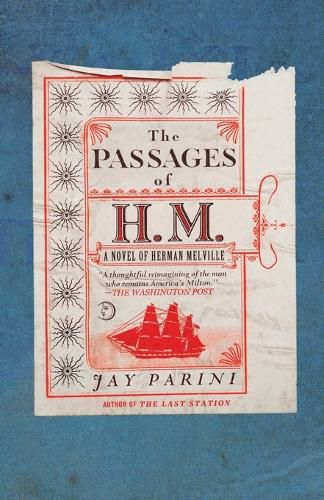 The
PASSAGES
of
H.M.
A NOVEL OF HERMAN MELVILLE
"A thoughtful reimagining of the man
who remains America's Milton."
—THE WASHINGTON POST
JAY PARINI
AUTHOR OF THE LAST STATION